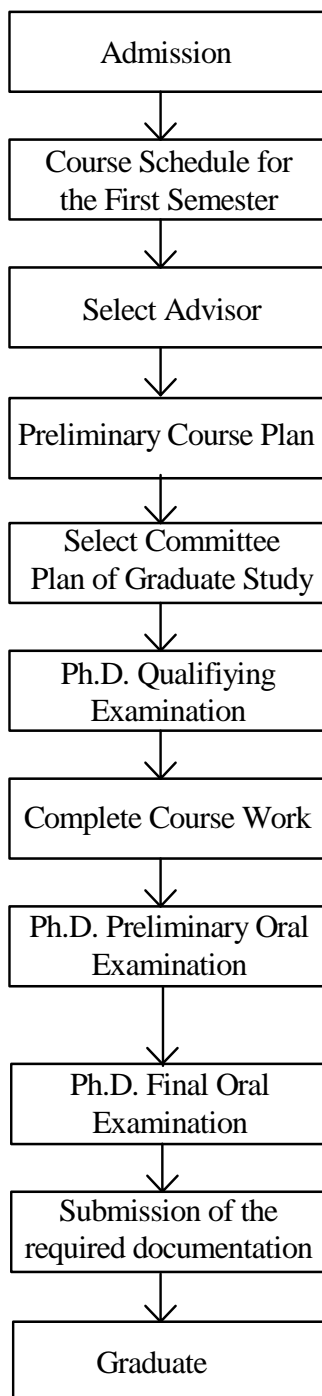 Admission
Course Schedule for
the First Semester
Select Advisor
Preliminary Course Plan
Select Committee
Plan of Graduate Study
Ph.D. Qualifiying
Examination
Complete Course Work
Ph.D. Preliminary Oral
Examination
Ph.D. Final Oral
Examination
Submission of the
required documentation
Graduate